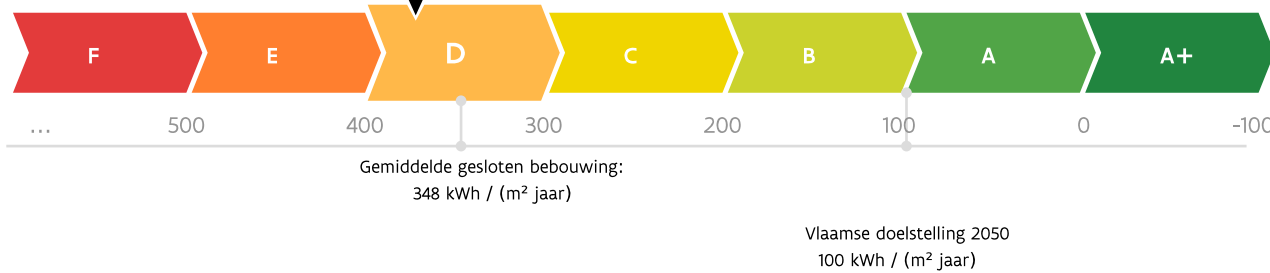 F E D C B A A+
... 500 400 300 200 100 0 -100
Gemiddelde gesloten bebouwing:
348 kWh / (m² jaar)
Vlaamse doelstelling 2050
100 kWh / (m² jaar)